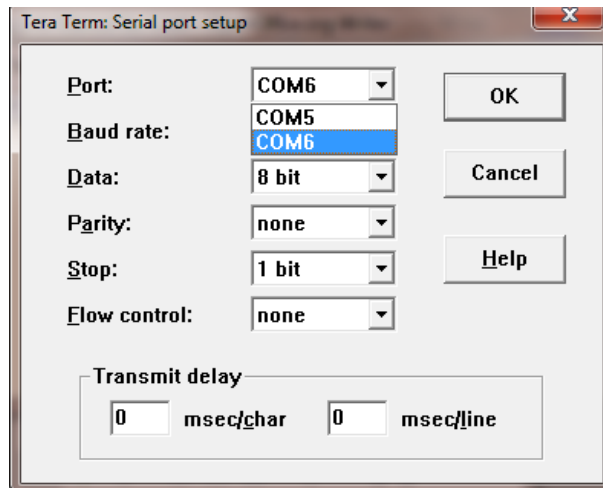 Tera Term: Serial port setup
Port: COM6 OK
COM5
Baud rate: COM6
Data: 8 bit Cancel
Parity: none
Stop: 1 bit Help
Flow control: none
Transmit delay
0 msec/char 0 msec/line